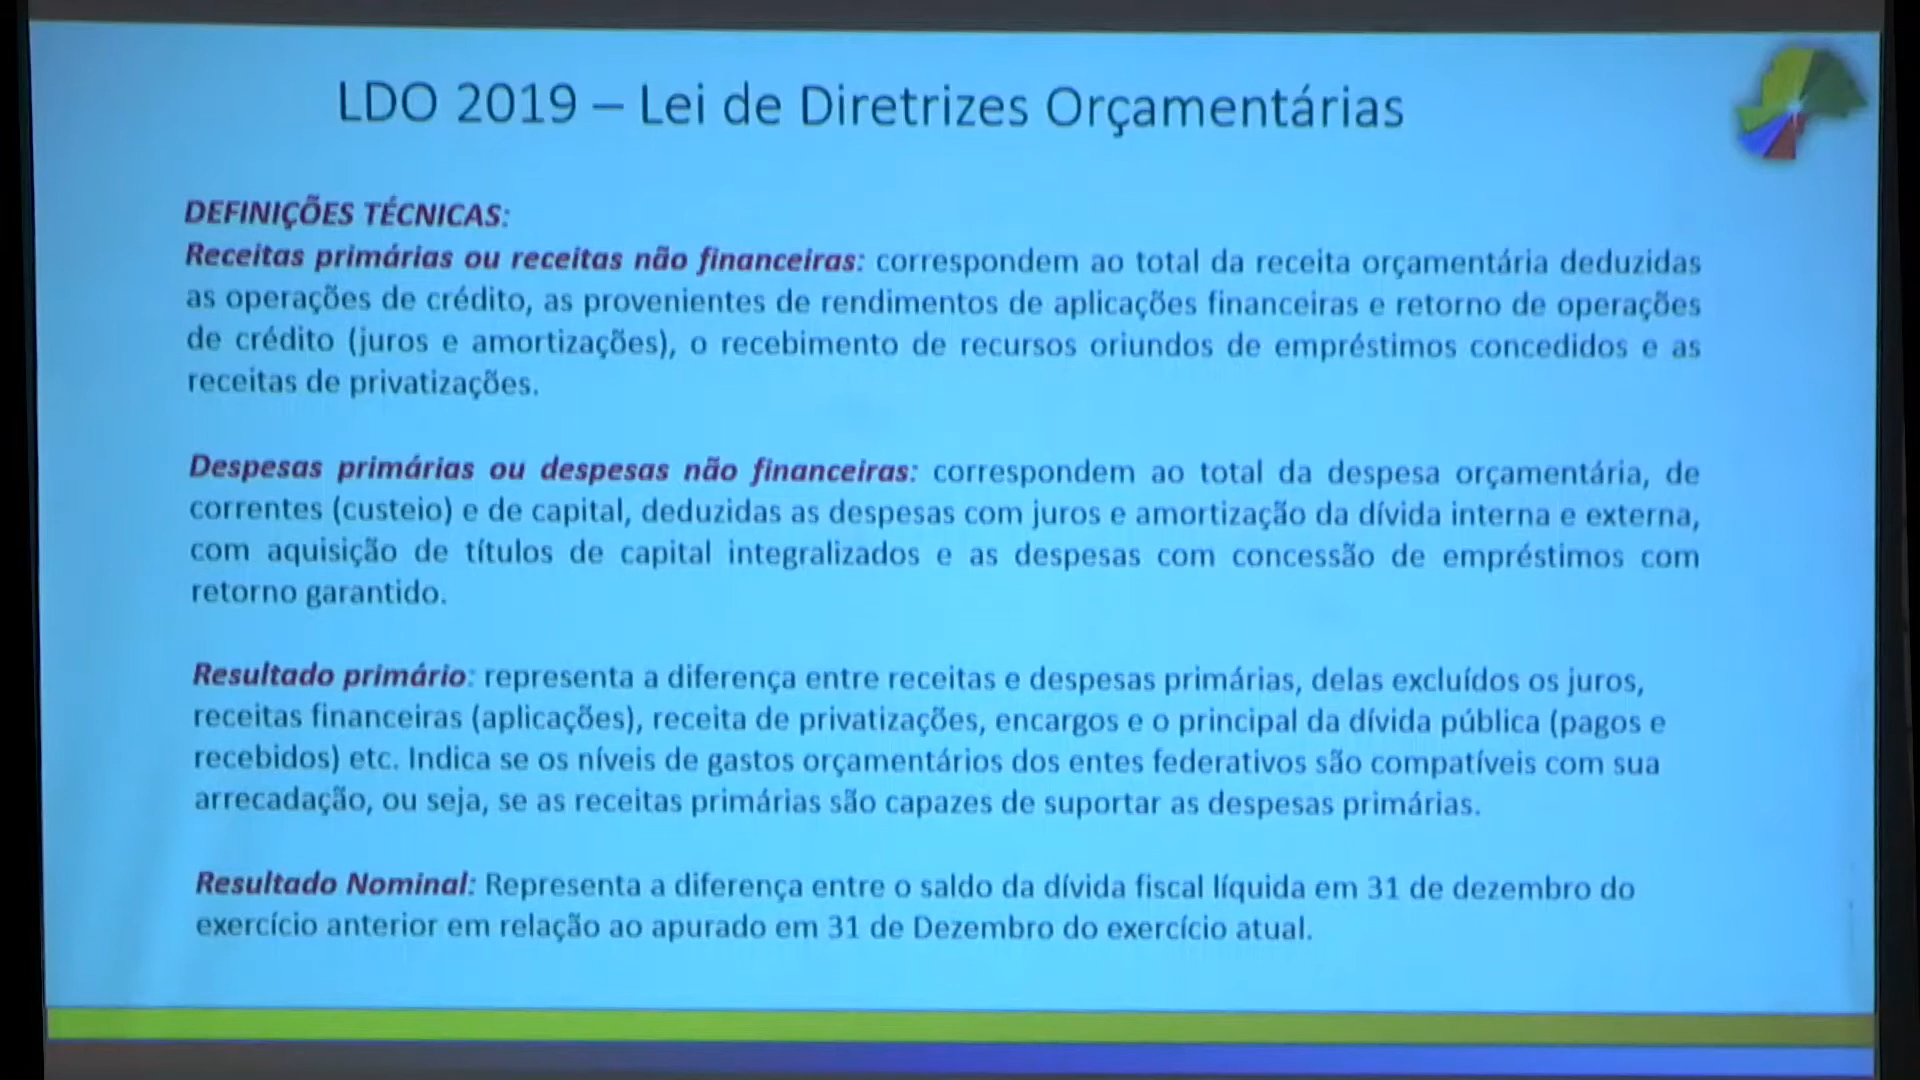 LDO 2019 – Lei de Diretrizes Orçamentárias
DEFINIÇÕES TÉCNICAS:
Receitas primárias ou receitas não financeiras: correspondem ao total da receita orçamentária deduzidas
as operações de crédito, as provenientes de rendimentos de aplicações financeiras e retorno de operações
de crédito (juros e amortizações), o recebimento de recursos oriundos de empréstimos concedidos e as
receitas de privatizações.
Despesas primárias ou despesas não financeiras: correspondem ao total da despesa orçamentária, de
correntes (custeio) e de capital, deduzidas as despesas com juros e amortização da dívida interna e externa,
com aquisição de títulos de capital integralizados e as despesas com concessão de empréstimos com
retorno garantido.
Resultado primário: representa a diferença entre receitas e despesas primárias, delas excluídos os juros,
receitas financeiras (aplicações), receita de privatizações, encargos e o principal da dívida pública (pagos e
recebidos) etc. Indica se os níveis de gastos orçamentários dos entes federativos são compatíveis com sua
arrecadação, ou seja, se as receitas primárias são capazes de suportar as despesas primárias.
Resultado Nominal: Representa a diferença entre o saldo da dívida fiscal líquida em 31 de dezembro do
exercício anterior em relação ao apurado em 31 de Dezembro do exercício atual.